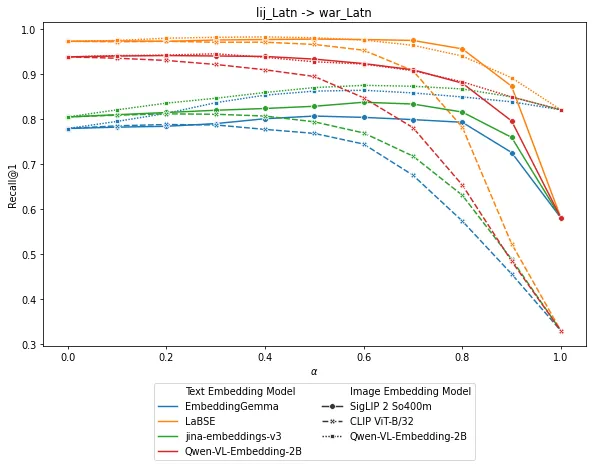 lij_Latn -> war_Latn
1.0
0.9
0.8
0.7
0.6
0.5
0.4
0.3
Recall@1
0.0 0.2 0.4 0.6 0.8 1.0
α
Text Embedding Model Image Embedding Model
EmbeddingGemma SigLIP 2 So400m
LaBSE CLIP ViT-B/32
jina-embeddings-v3 Qwen-VL-Embedding-2B
Qwen-VL-Embedding-2B